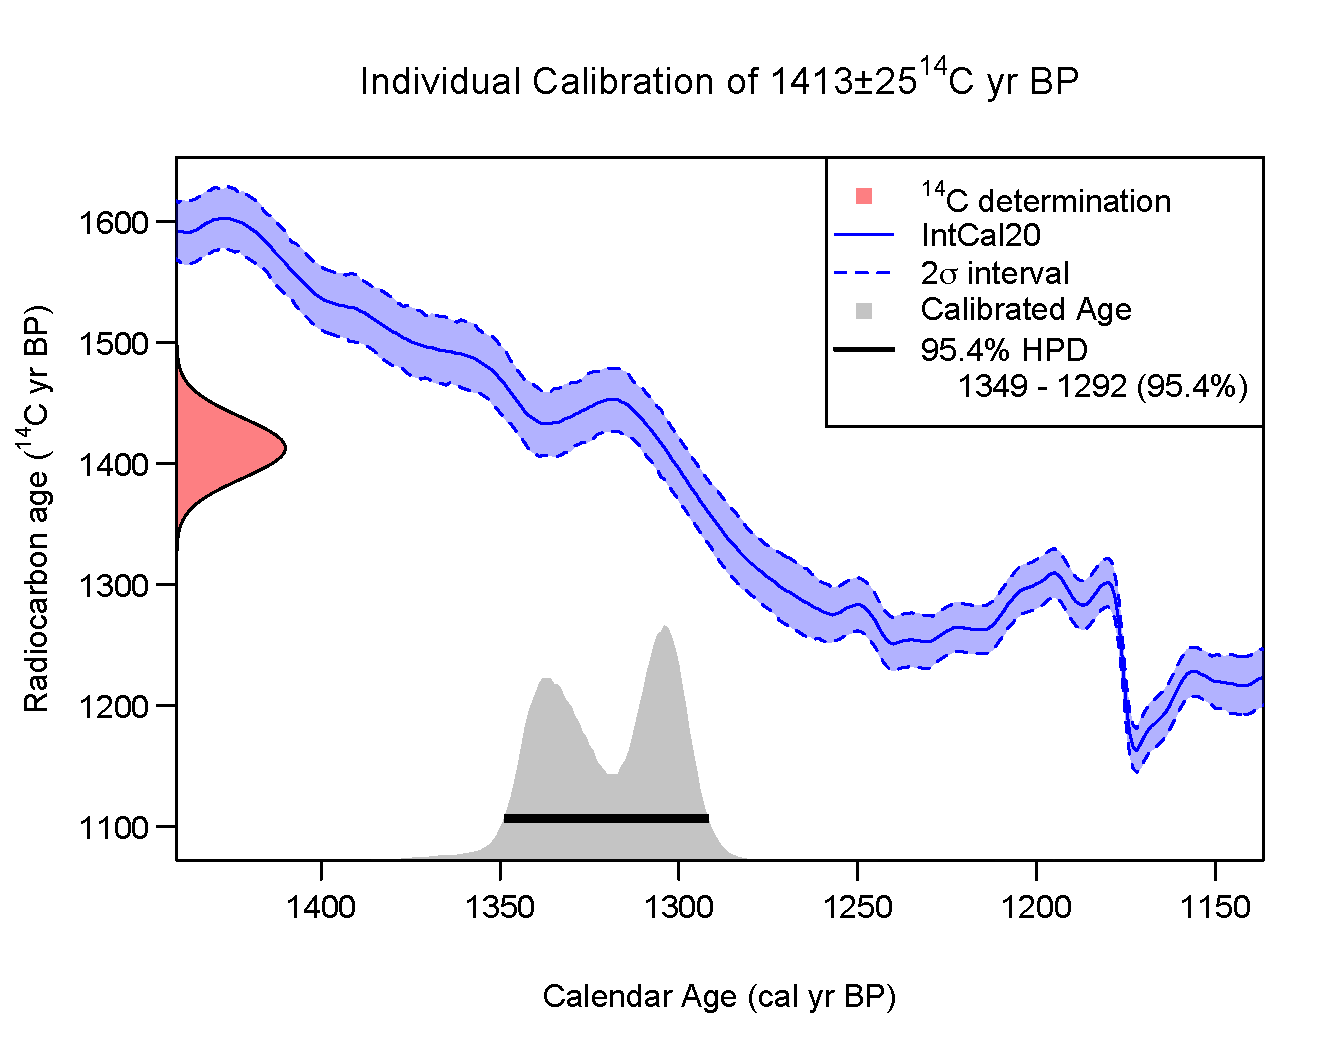 Individual Calibration of 1413±25¹⁴C yr BP
¹⁴C determination
IntCal20
2σ interval
Calibrated Age
95.4% HPD
1349 - 1292 (95.4%)
Radiocarbon age (¹⁴C yr BP)
1600
1500
1400
1300
1200
1100
1400 1350 1300 1250 1200 1150
Calendar Age (cal yr BP)